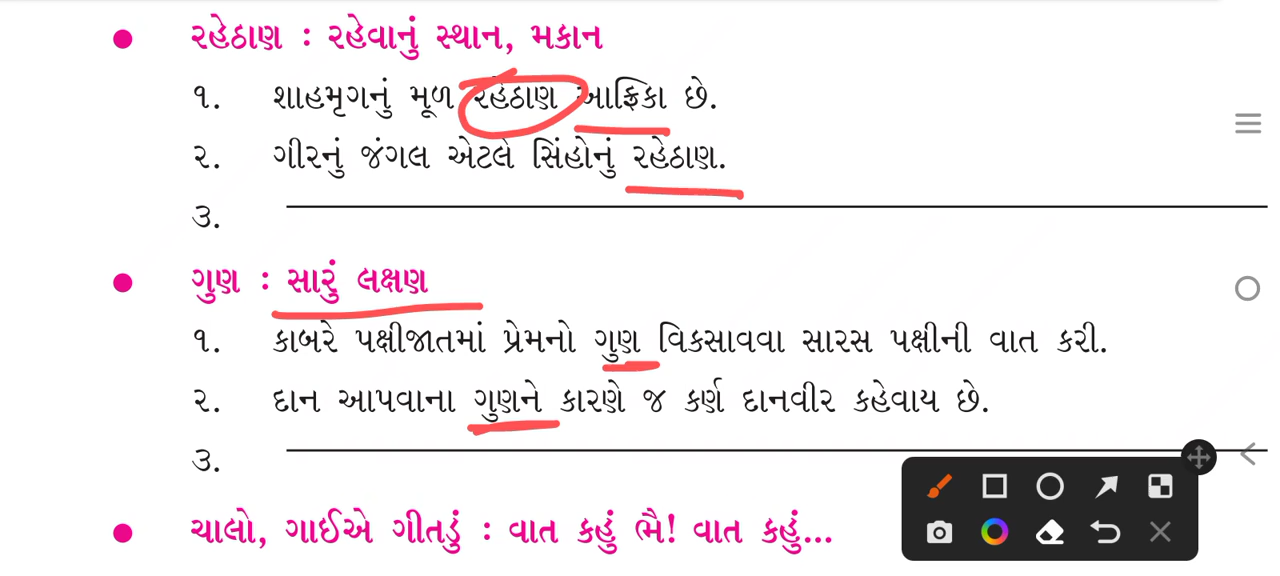 ● રહેઠાણ : રહેવાનું સ્થાન, મકાન
૧. શાહમૃગનું મૂળ રહેઠાણ આફ્રિકા છે.
૨. ગીરનું જંગલ એટલે સિંહોનું રહેઠાણ.
૩.
● ગુણ : સારું લક્ષણ
૧. કાબરે પક્ષીજાતમાં પ્રેમનો ગુણ વિકસાવવા સારસ પક્ષીની વાત કરી.
૨. દાન આપવાના ગુણને કારણે જ કર્ણ દાનવીર કહેવાય છે.
૩.
● ચાલો, ગાઈએ ગીતડું : વાત કહું ભૈ! વાત કહું...